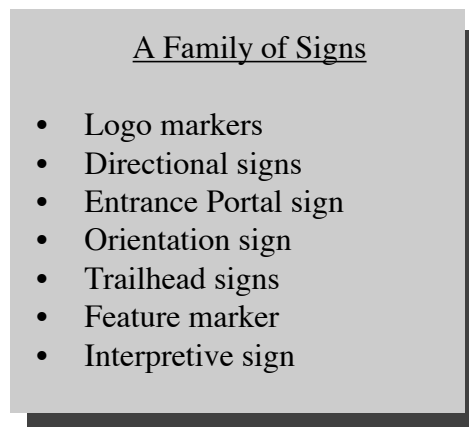 A Family of Signs
• Logo markers
• Directional signs
• Entrance Portal sign
• Orientation sign
• Trailhead signs
• Feature marker
• Interpretive sign